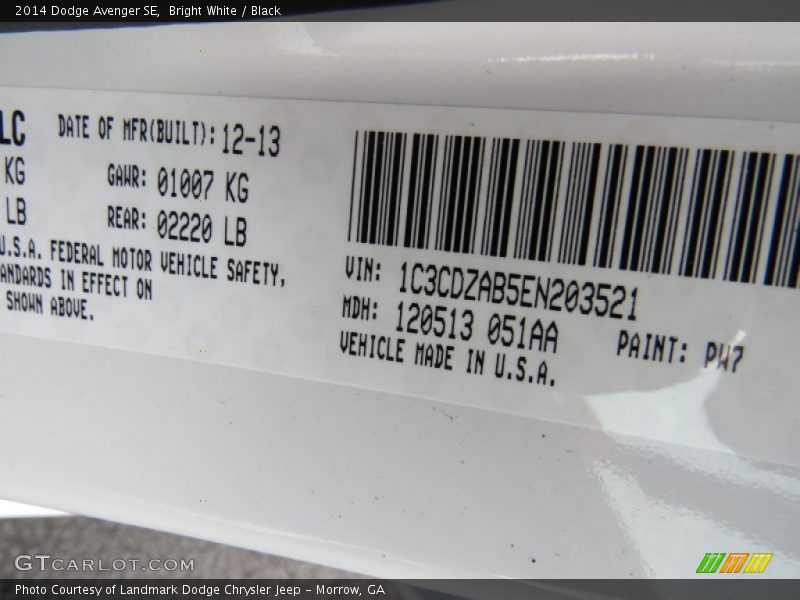 2014 Dodge Avenger SE,  Bright White / Black
LC DATE OF MFR(BUILT): 12-13
KG GAWR: 01007 KG
LB REAR: 02220 LB
U.S.A. FEDERAL MOTOR VEHICLE SAFETY,
ANDARDS IN EFFECT ON
SHOWN ABOVE.
VIN: 1C3CDZAB5EN203521
MDH: 120513 051AA PAINT: PW7
VEHICLE MADE IN U.S.A.
GTCARLOT.COM
Photo Courtesy of Landmark Dodge Chrysler Jeep – Morrow, GA